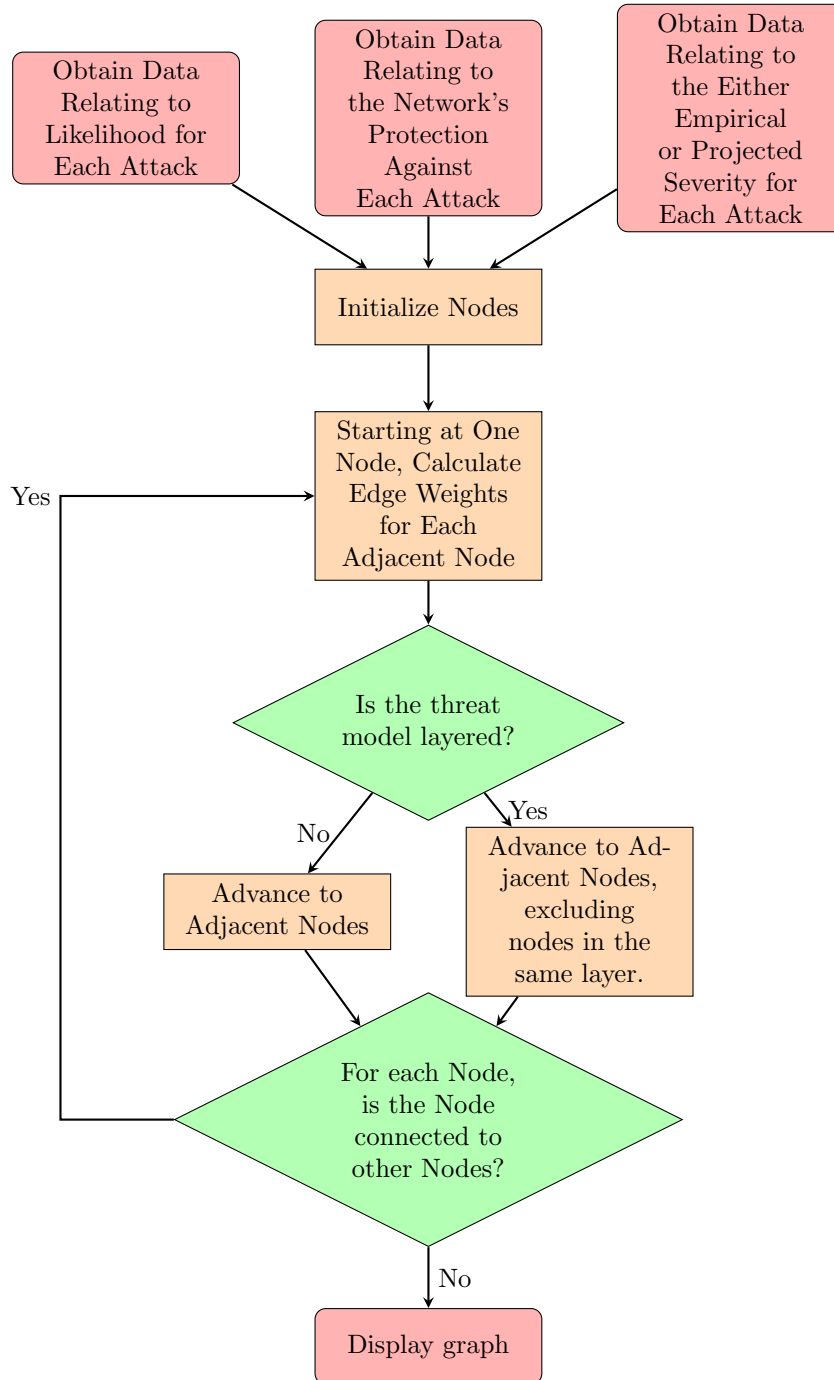 Obtain Data
Relating to
Likelihood for
Each Attack
Obtain Data
Relating to
the Network's
Protection
Against
Each Attack
Obtain Data
Relating to
the Either
Empirical
or Projected
Severity for
Each Attack
Initialize Nodes
Starting at One
Node, Calculate
Edge Weights
for Each
Adjacent Node
Yes
Is the threat
model layered?
No
Yes
Advance to
Adjacent Nodes
Advance to Ad-
jacent Nodes,
excluding
nodes in the
same layer.
For each Node,
is the Node
connected to
other Nodes?
No
Display graph